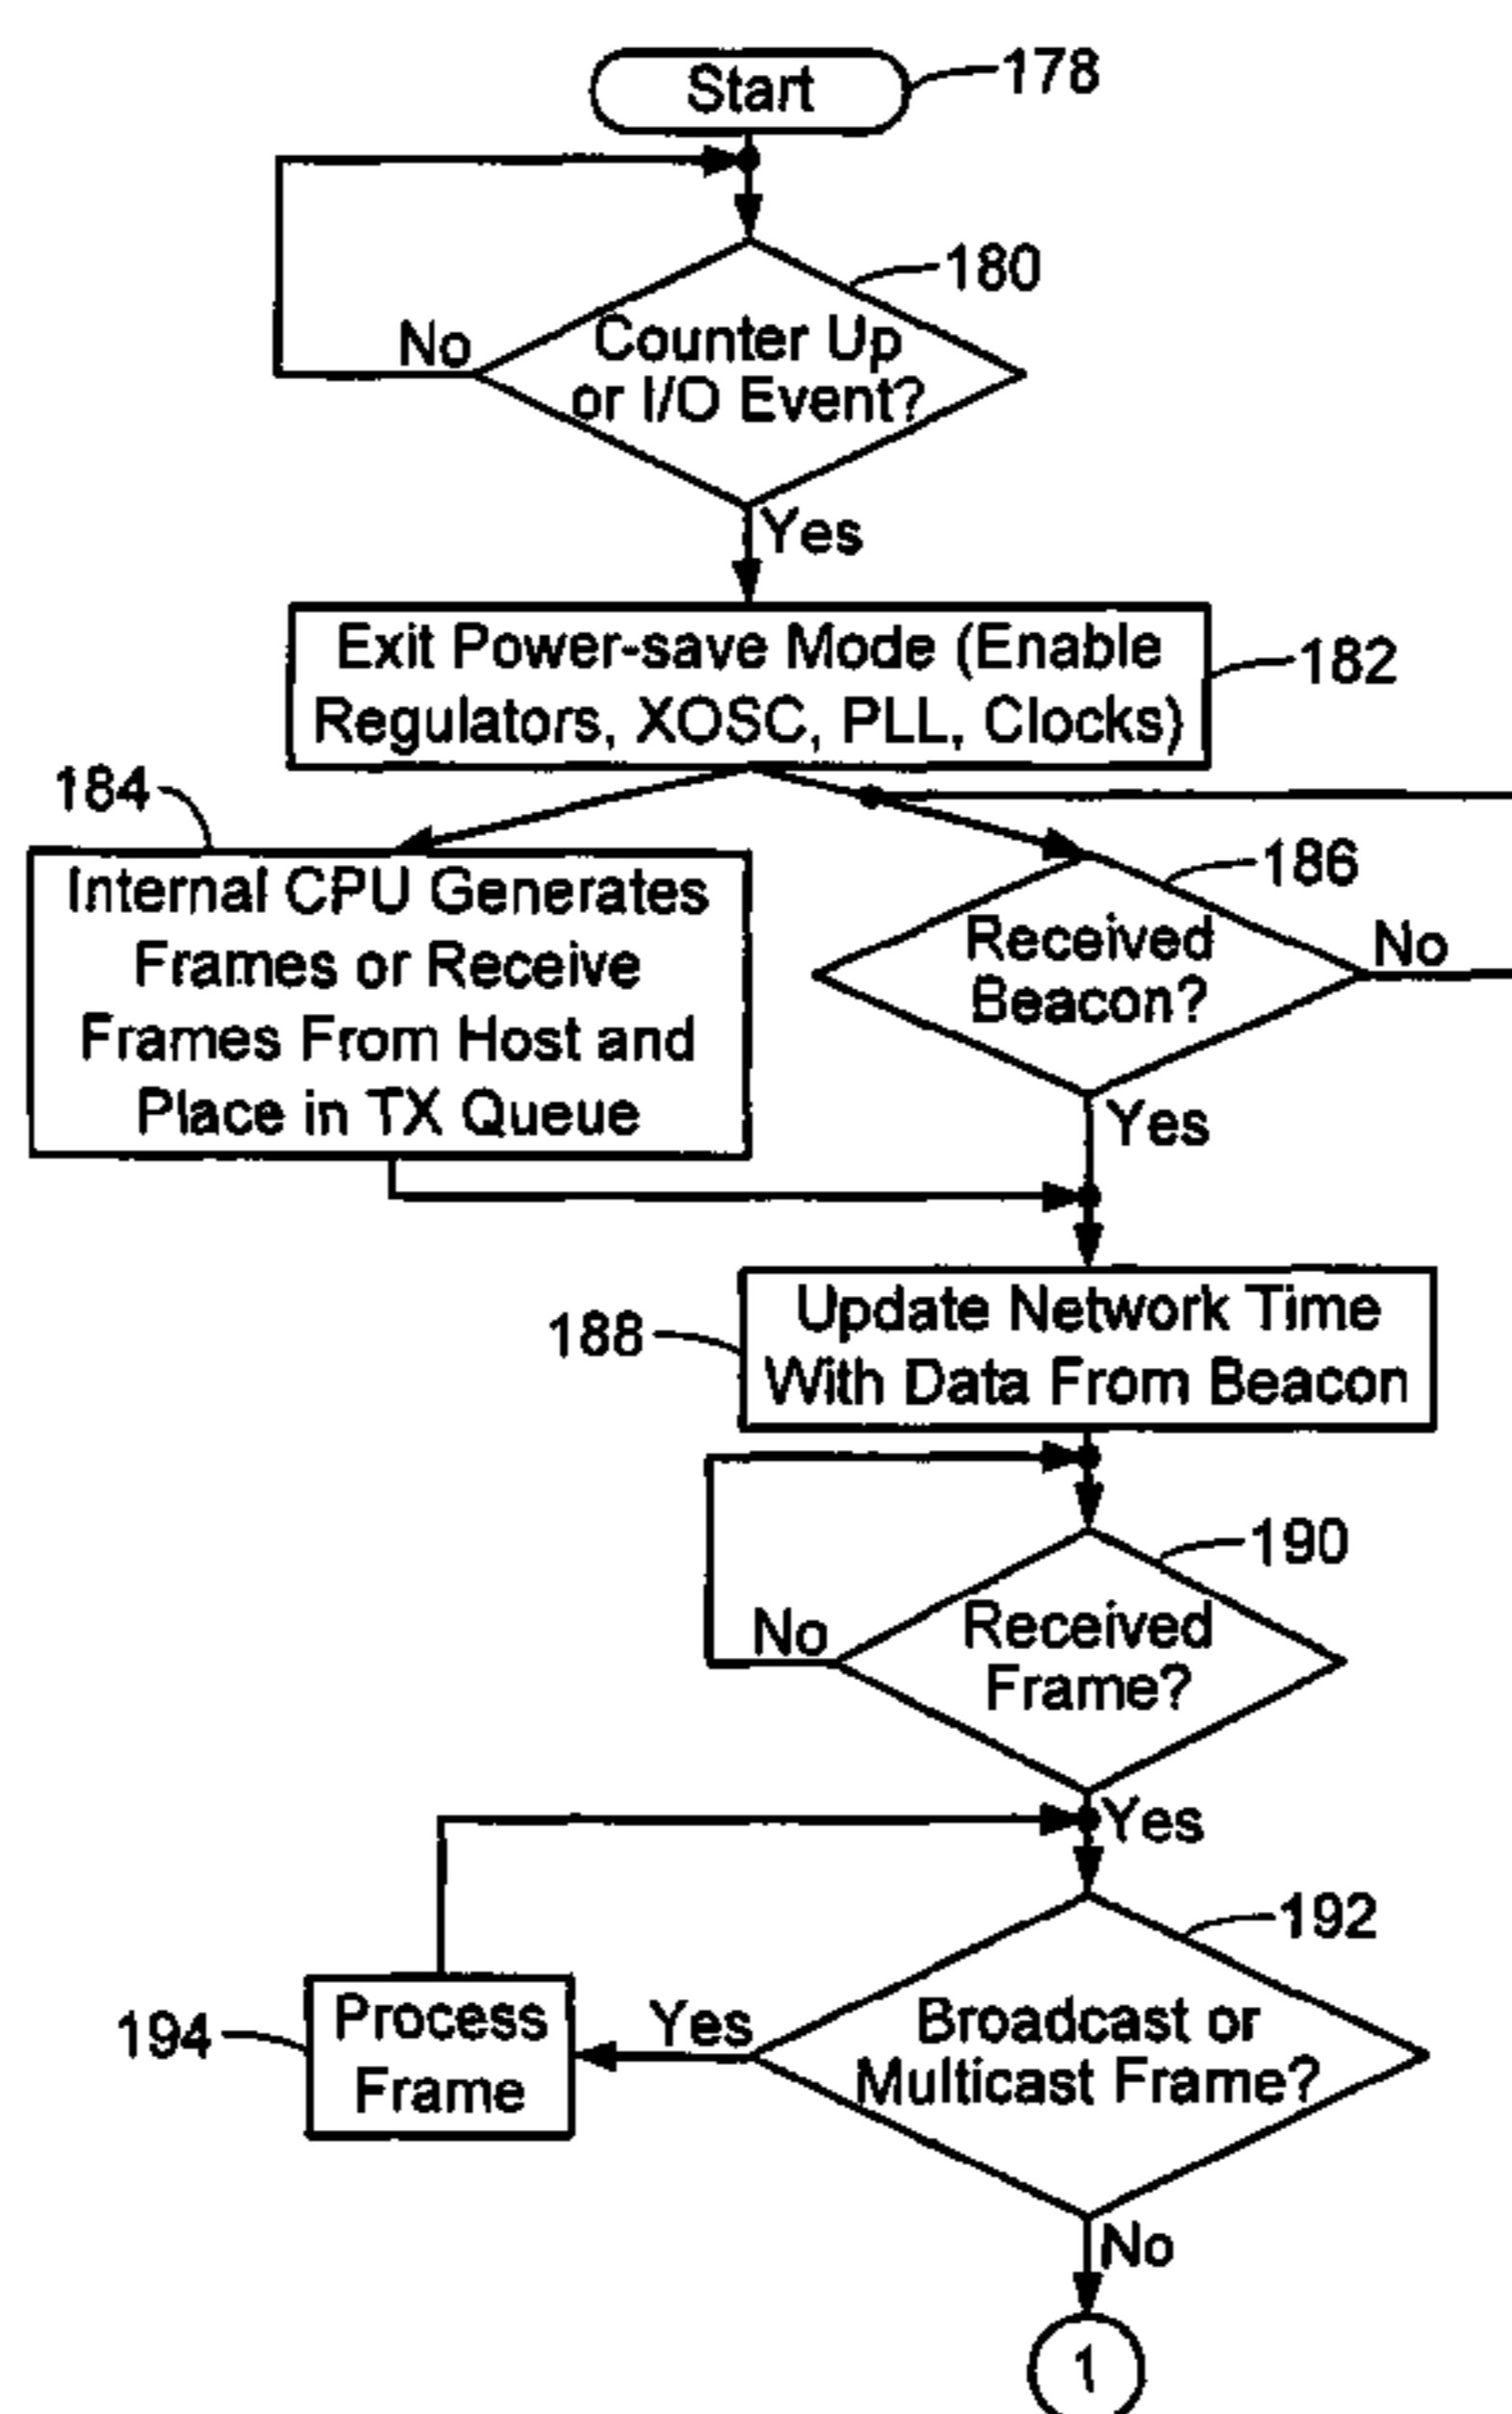 Start
178
180
Counter Up
or I/O Event?
No
Yes
Exit Power-save Mode (Enable
Regulators, XOSC, PLL, Clocks)
182
184
Internal CPU Generates
Frames or Receive
Frames From Host and
Place in TX Queue
186
Received
Beacon?
No
Yes
188
Update Network Time
With Data From Beacon
190
Received
Frame?
No
Yes
192
Broadcast or
Multicast Frame?
Yes
194
Process
Frame
No
1